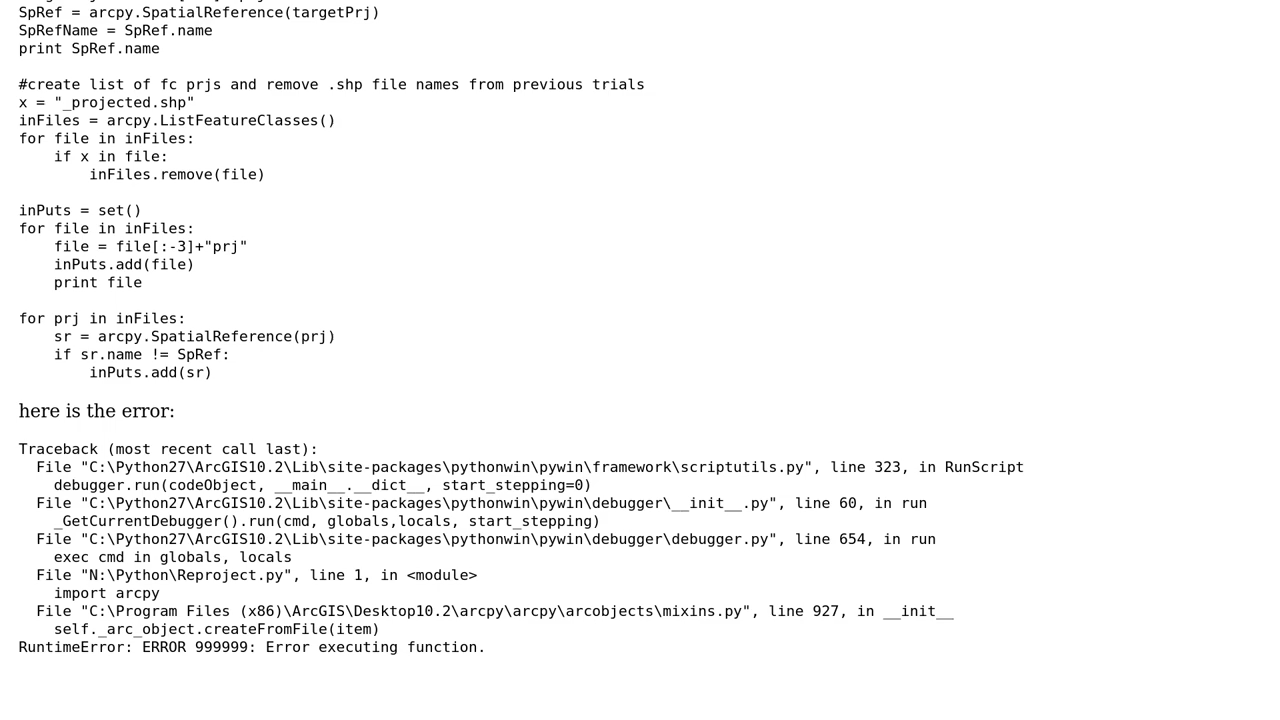 SpRef = arcpy.SpatialReference(targetPrj)
SpRefName = SpRef.name
print SpRef.name
#create list of fc prjs and remove .shp file names from previous trials
x = "_projected.shp"
inFiles = arcpy.ListFeatureClasses()
for file in inFiles:
    if x in file:
        inFiles.remove(file)
inPuts = set()
for file in inFiles:
    file = file[:-3]+"prj"
    inPuts.add(file)
    print file
for prj in inFiles:
    sr = arcpy.SpatialReference(prj)
    if sr.name != SpRef:
        inPuts.add(sr)
here is the error:
Traceback (most recent call last):
  File "C:\Python27\ArcGIS10.2\Lib\site-packages\pythonwin\pywin\framework\scriptutils.py", line 323, in RunScript
    debugger.run(codeObject, __main__.__dict__, start_stepping=0)
  File "C:\Python27\ArcGIS10.2\Lib\site-packages\pythonwin\pywin\debugger\__init__.py", line 60, in run
    _GetCurrentDebugger().run(cmd, globals,locals, start_stepping)
  File "C:\Python27\ArcGIS10.2\Lib\site-packages\pythonwin\pywin\debugger\debugger.py", line 654, in run
    exec cmd in globals, locals
  File "N:\Python\Reproject.py", line 1, in <module>
    import arcpy
  File "C:\Program Files (x86)\ArcGIS\Desktop10.2\arcpy\arcpy\arcobjects\mixins.py", line 927, in __init__
    self._arc_object.createFromFile(item)
RuntimeError: ERROR 999999: Error executing function.